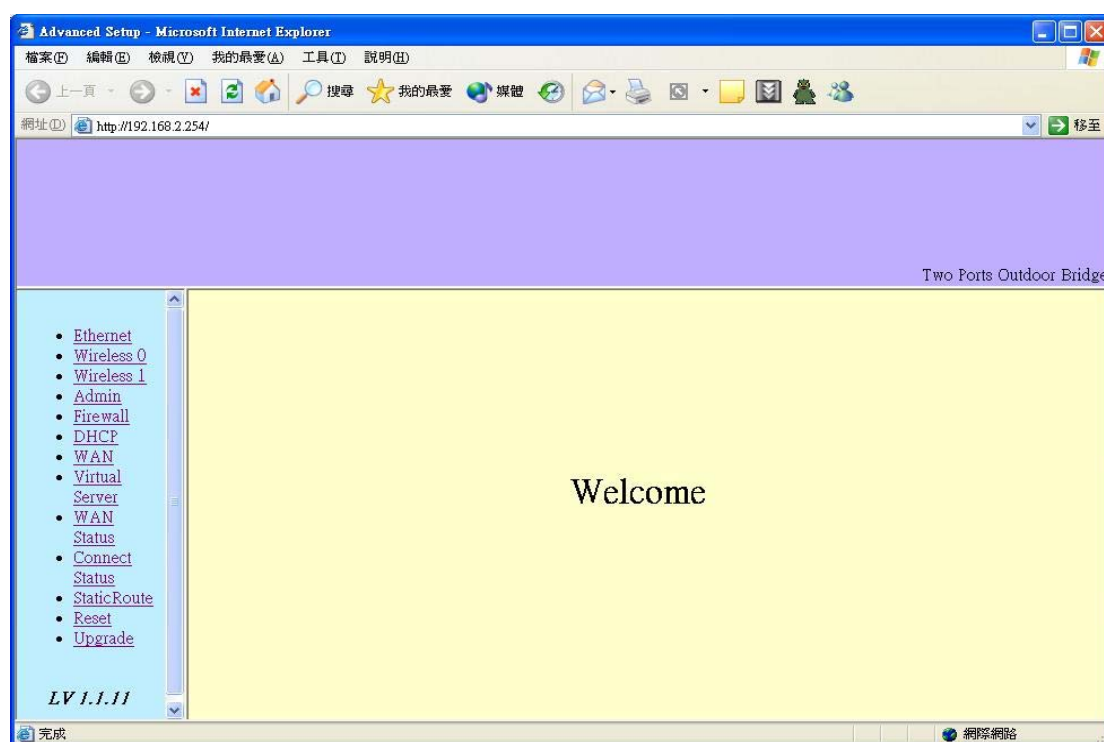 Advanced Setup - Microsoft Internet Explorer
檔案(F) 編輯(E) 檢視(V) 我的最愛(A) 工具(T) 說明(H)
上一頁 搜尋 我的最愛 媒體
網址(D) http://192.168.2.254/ 移至
Two Ports Outdoor Bridge
Ethernet
Wireless 0
Wireless 1
Admin
Firewall
DHCP
WAN
Virtual
Server
WAN
Status
Connect
Status
StaticRoute
Reset
Upgrade
LV 1.1.11
Welcome
完成 網際網路